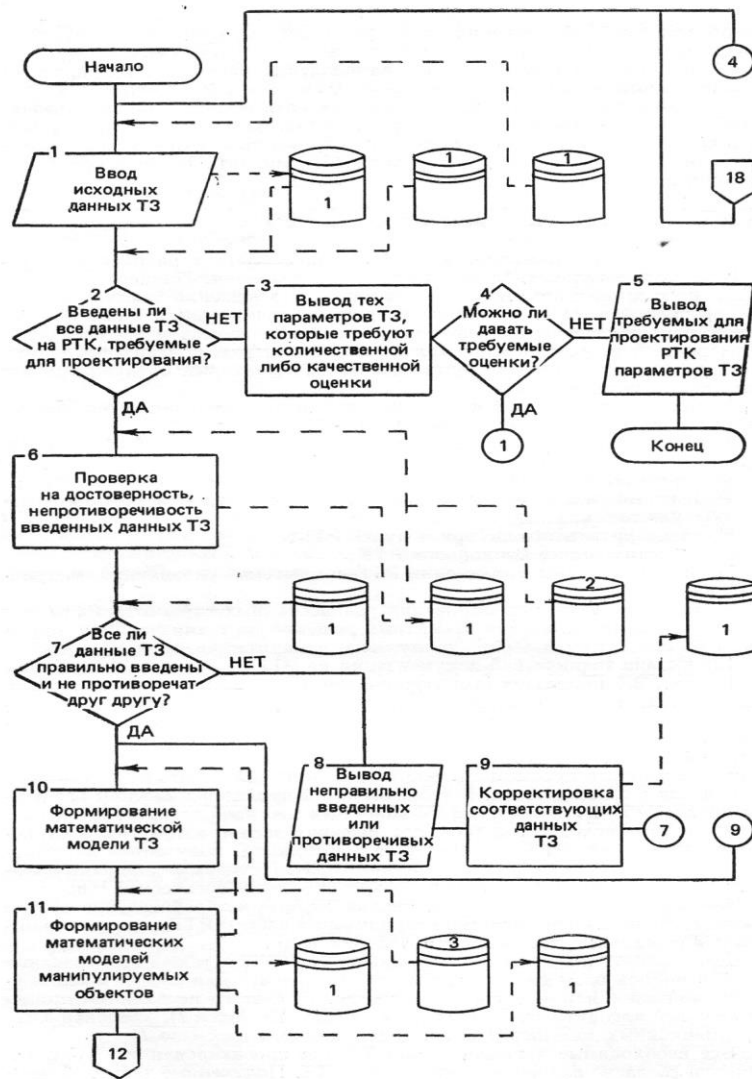 4
Начало
1
Ввод
исходных
данных ТЗ
1
1
1
18
2
Введены ли
все данные ТЗ
на РТК, требуемые
для проектирования?
НЕТ
3
Вывод тех
параметров ТЗ,
которые требуют
количественной
либо качественной
оценки
4
Можно ли
давать
требуемые
оценки?
НЕТ
5
Вывод
требуемых для
проектирования
РТК
параметров ТЗ
ДА
ДА
1
Конец
6
Проверка
на достоверность,
непротиворечивость
введенных данных ТЗ
1
1
2
1
7
Все ли
данные ТЗ
правильно введены
и не противоречат
друг другу?
НЕТ
ДА
8
Вывод
неправильно
введенных
или
противоречивых
данных ТЗ
9
Корректировка
соответствующих
данных
ТЗ
7
9
10
Формирование
математической
модели ТЗ
11
Формирование
математических
моделей
манипулируемых
объектов
1
3
1
12